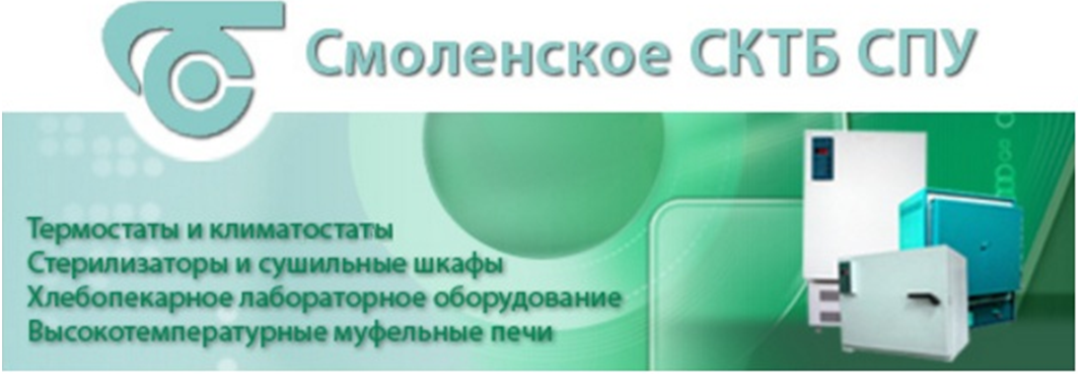 Смоленское СКТБ СПУ
Термостаты и климатостаты
Стерилизаторы и сушильные шкафы
Хлебопекарное лабораторное оборудование
Высокотемпературные муфельные печи